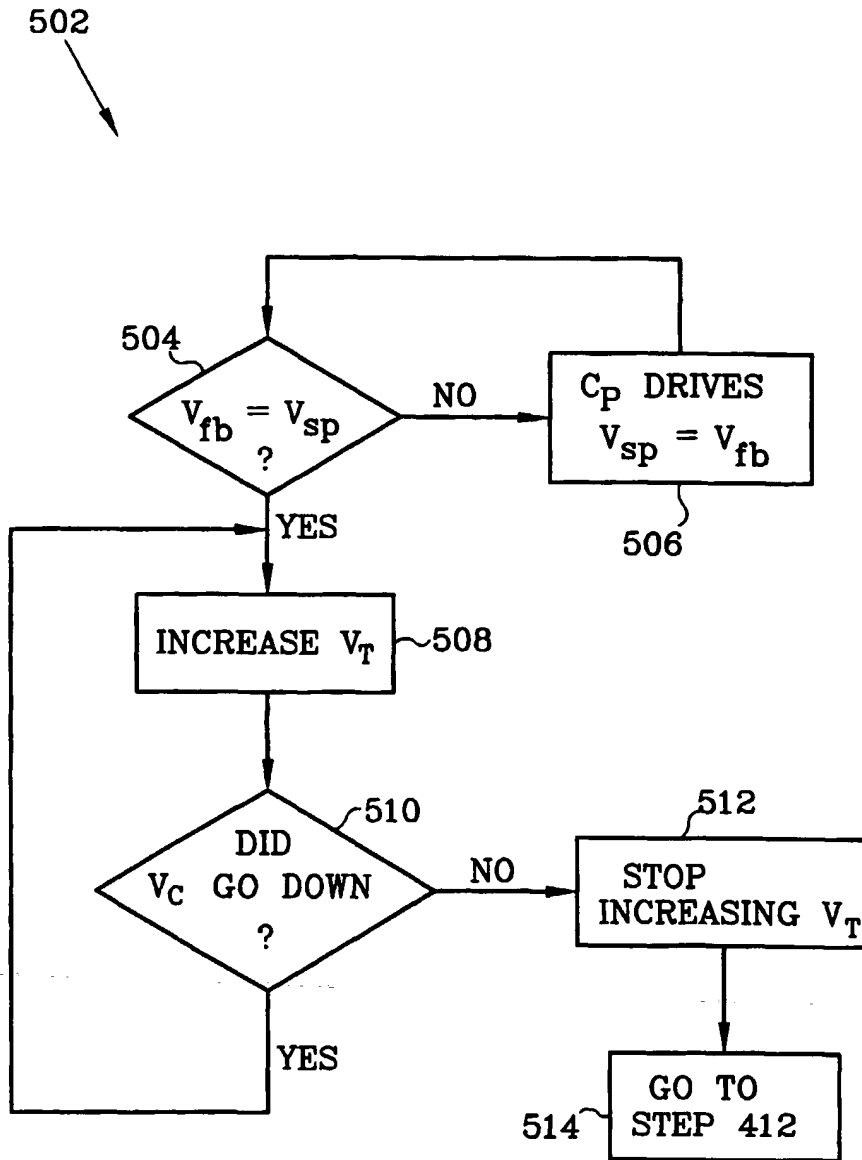 502
504
V_fb = V_sp
?
NO
C_P DRIVES
V_sp = V_fb
506
YES
INCREASE V_T
508
510
DID
V_C GO DOWN
?
NO
512
STOP
INCREASING V_T
YES
514
GO TO
STEP 412